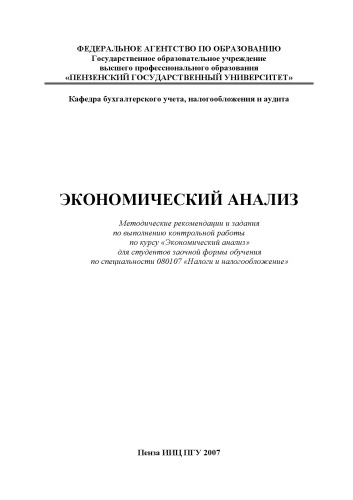 ФЕДЕРАЛЬНОЕ АГЕНТСТВО ПО ОБРАЗОВАНИЮ
Государственное образовательное учреждение
высшего профессионального образования
«ПЕНЗЕНСКИЙ ГОСУДАРСТВЕННЫЙ УНИВЕРСИТЕТ»
Кафедра бухгалтерского учета, налогообложения и аудита
ЭКОНОМИЧЕСКИЙ АНАЛИЗ
Методические рекомендации и задания
по выполнению контрольной работы
по курсу «Экономический анализ»
для студентов заочной формы обучения
по специальности 080107 «Налоги и налогообложение»
Пенза ИИЦ ПГУ 2007